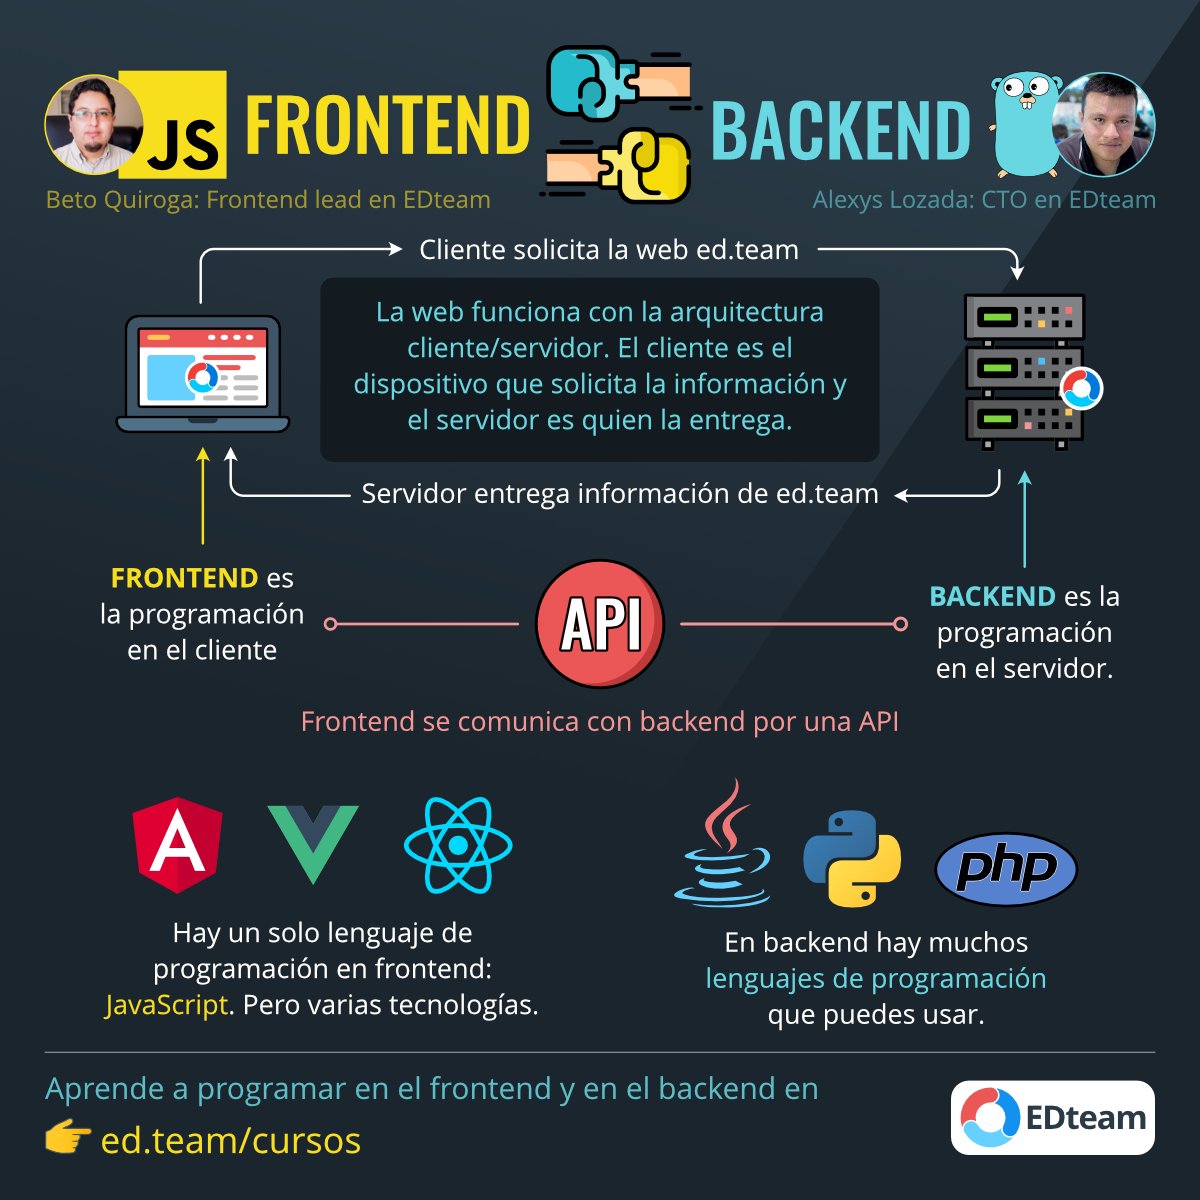 JS
FRONTEND
BACKEND
Beto Quiroga: Frontend lead en EDteam
Alexys Lozada: CTO en EDteam
Cliente solicita la web ed.team
La web funciona con la arquitectura
cliente/servidor. El cliente es el
dispositivo que solicita la información y
el servidor es quien la entrega.
Servidor entrega información de ed.team
FRONTEND es
la programación
en el cliente
API
BACKEND es la
programación
en el servidor.
Frontend se comunica con backend por una API
A
php
Hay un solo lenguaje de
programación en frontend:
JavaScript. Pero varias tecnologías.
En backend hay muchos
lenguajes de programación
que puedes usar.
Aprende a programar en el frontend y en el backend en
ed.team/cursos
EDteam